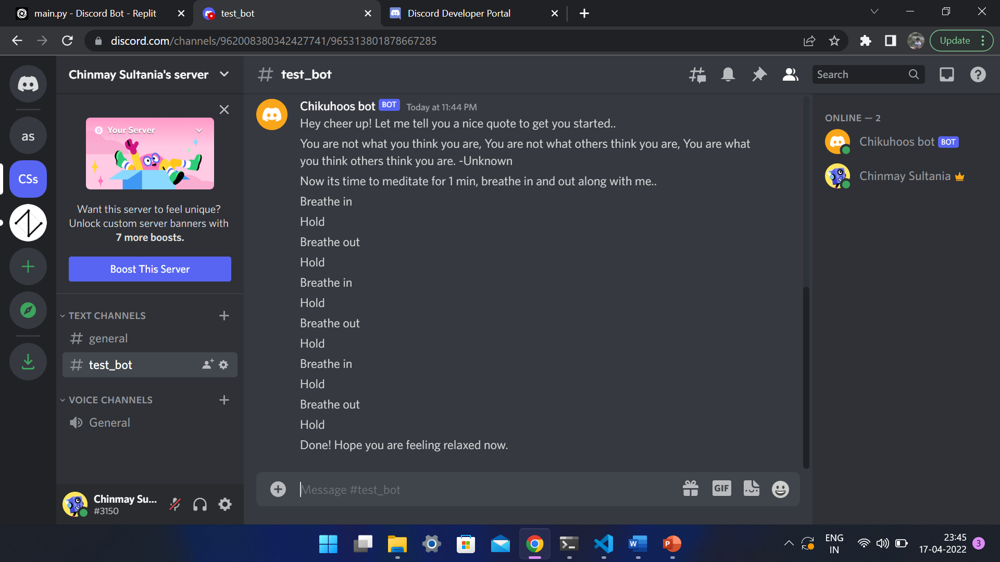 main.py - Discord Bot - Replit
test_bot
Discord Developer Portal
discord.com/channels/962008380342427741/965313801878667285
Update
Chinmay Sultania's server
test_bot
Search
as
CSs
Your Server
Want this server to feel unique?
Unlock custom server banners with
7 more boosts.
Boost This Server
TEXT CHANNELS
general
test_bot
VOICE CHANNELS
General
Chinmay Su...
#3150
Chikuhoos bot BOT Today at 11:44 PM
Hey cheer up! Let me tell you a nice quote to get you started..
You are not what you think you are, You are not what others think you are, You are what
you think others think you are. -Unknown
Now its time to meditate for 1 min, breathe in and out along with me..
Breathe in
Hold
Breathe out
Hold
Breathe in
Hold
Breathe out
Hold
Breathe in
Hold
Breathe out
Hold
Done! Hope you are feeling relaxed now.
Message #test_bot
GIF
ONLINE — 2
Chikuhoos bot BOT
Chinmay Sultania
W
P
ENG
IN
23:45
17-04-2022
3